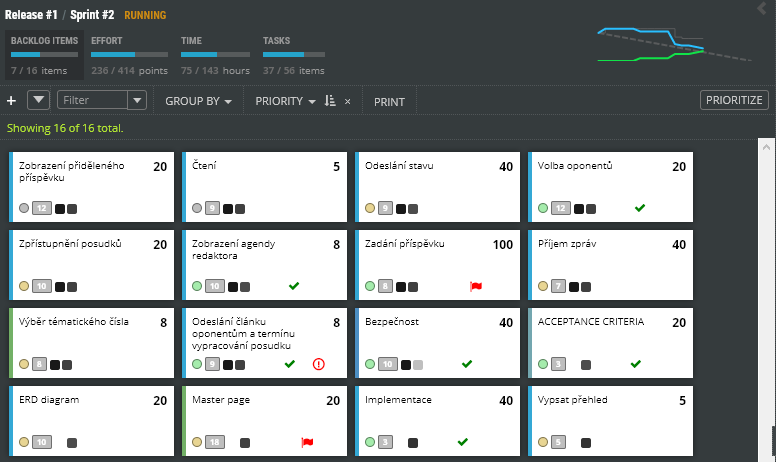 Release #1 / Sprint #2 RUNNING
BACKLOG ITEMS EFFORT TIME TASKS
7 / 16 items 236 / 414 points 75 / 143 hours 37 / 56 items
+ Filter GROUP BY PRIORITY × PRINT PRIORITIZE
Showing 16 of 16 total.
Zobrazení přiděleného
příspěvku
20
12
Čtení 5
9
Odeslání stavu 40
9
Volba oponentů 20
12
Zpřístupnění posudků 20
10
Zobrazení agendy
redaktora
8
10
Zadání příspěvku 100
8
Příjem zpráv 40
7
Výběr tématického čísla 8
8
Odeslání článku
oponentům a termínu
vypracování posudku
8
9
Bezpečnost 40
10
ACCEPTANCE CRITERIA 20
3
ERD diagram 20
10
Master page 20
18
Implementace 40
3
Vypsat přehled 5
5